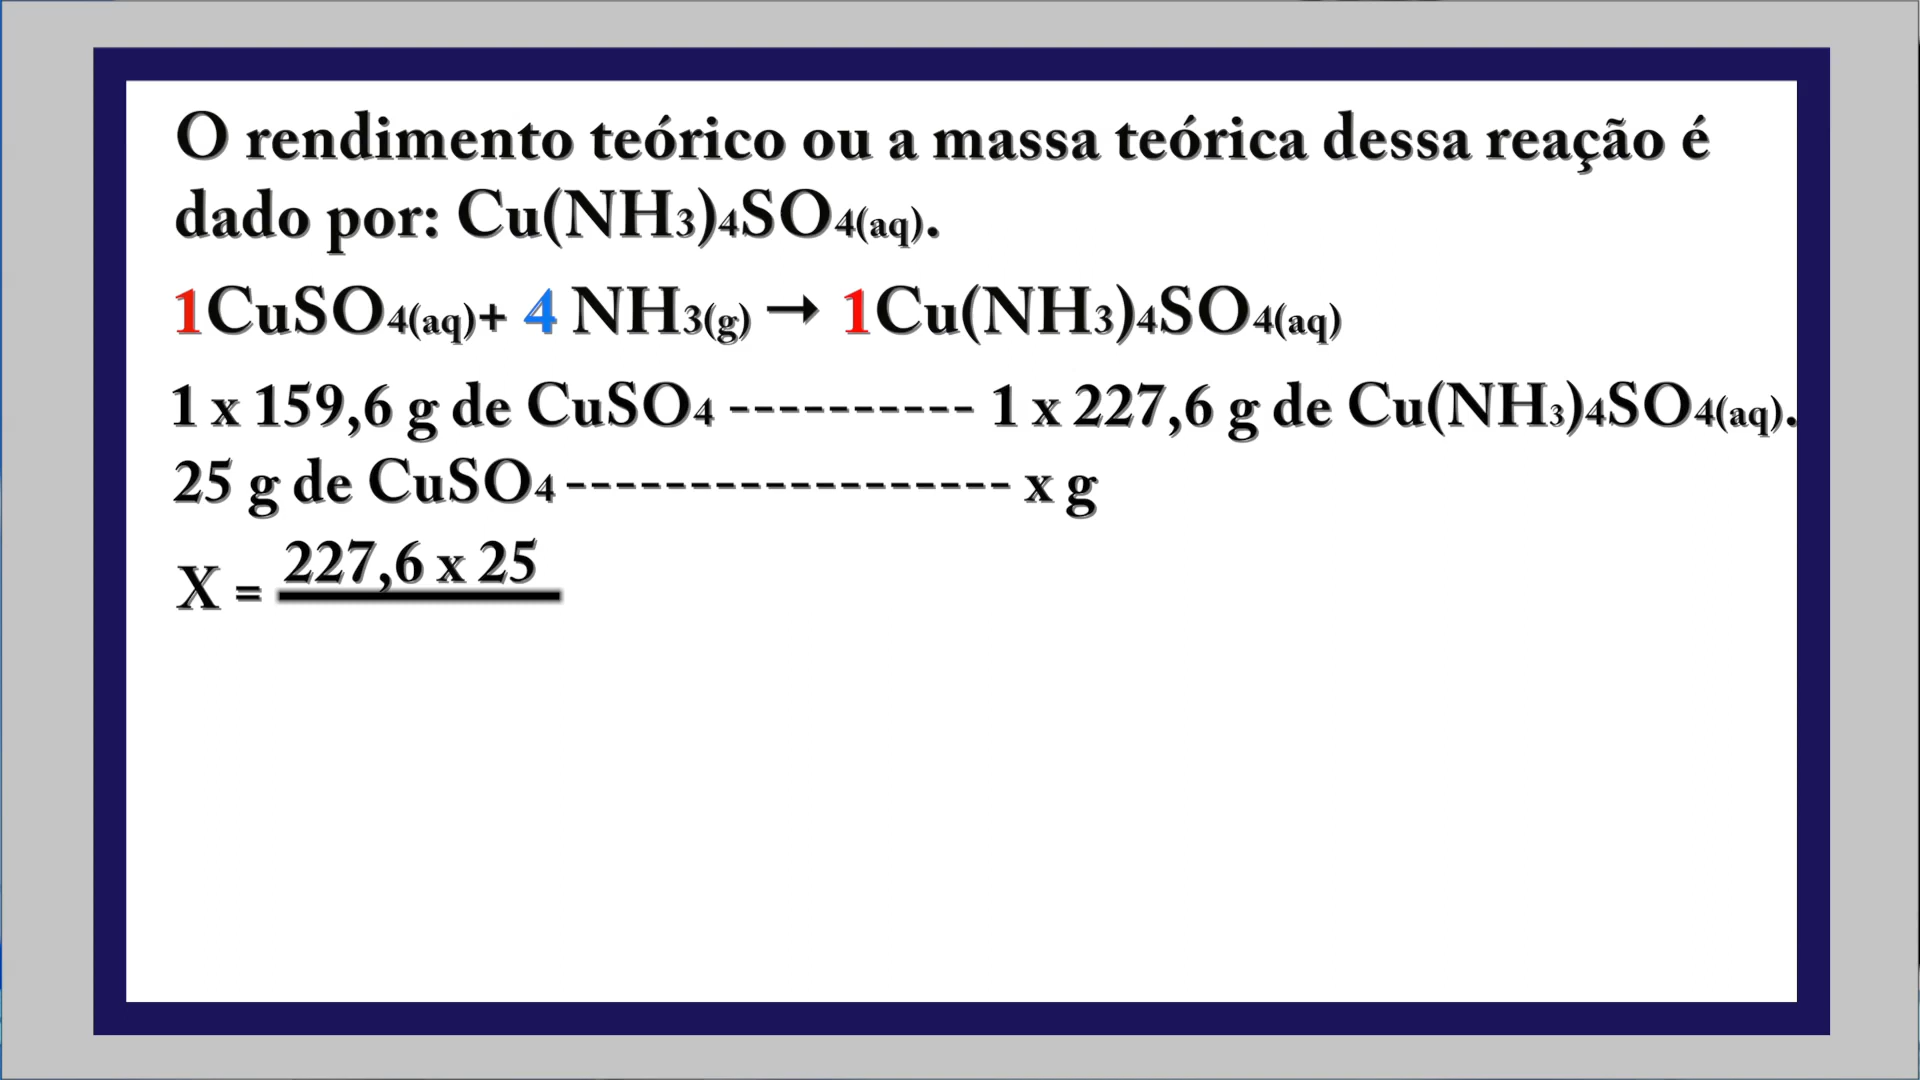 O rendimento teórico ou a massa teórica dessa reação é
dado por: Cu(NH3)4SO4(aq).
1CuSO4(aq)+ 4 NH3(g) → 1Cu(NH3)4SO4(aq)
1 x 159,6 g de CuSO4 ---------- 1 x 227,6 g de Cu(NH3)4SO4(aq).
25 g de CuSO4 ------------------ x g
X = 227,6 x 25